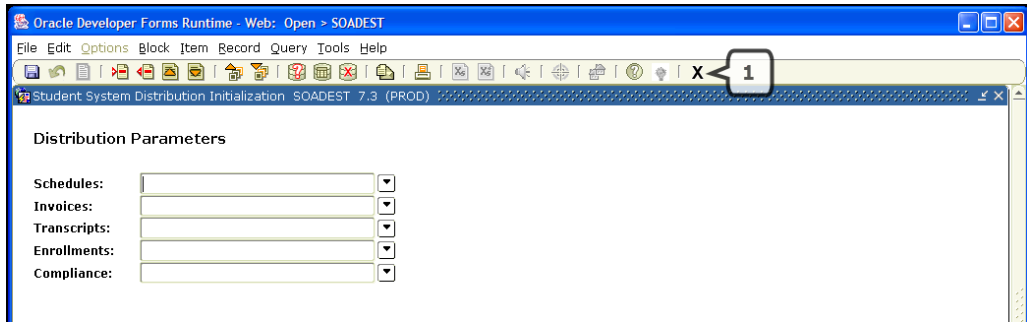 Oracle Developer Forms Runtime - Web: Open > SOADEST
File Edit Options Block Item Record Query Tools Help
X 1
Student System Distribution Initialization SOADEST 7.3 (PROD)
Distribution Parameters
Schedules:
Invoices:
Transcripts:
Enrollments:
Compliance: